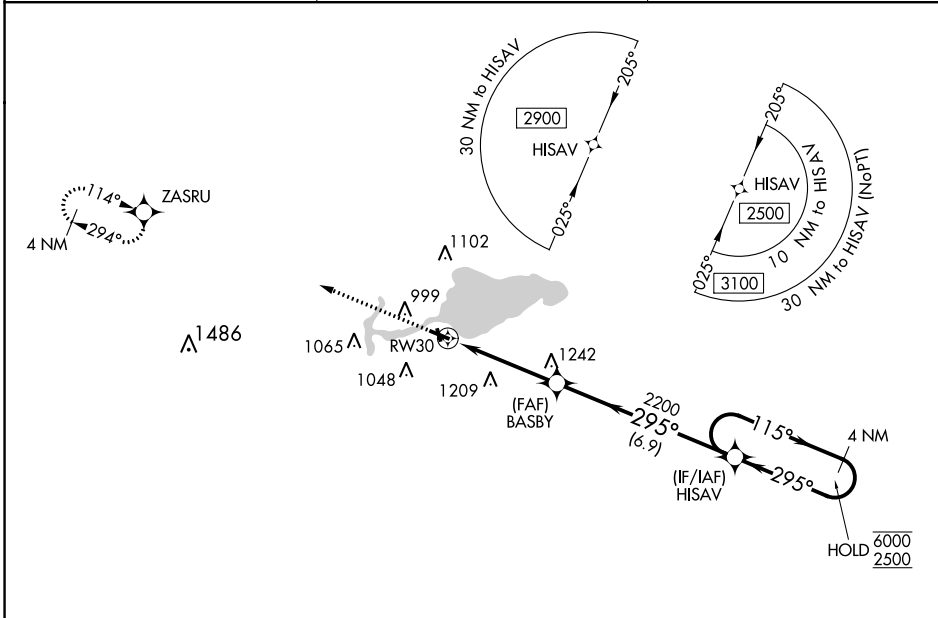 30 NM to HISAV
205°
2900
HISAV
025°
205°
HISAV
2500
10 NM to HISAV
30 NM to HISAV (NoPT)
025°
3100
114°
ZASRU
294°
4 NM
1102
999
1486
1065
RW30
1048
1209
1242
(FAF)
BASBY
2200
295°
(6.9)
115°
4 NM
295°
(IF/IAF)
HISAV
HOLD 6000
2500